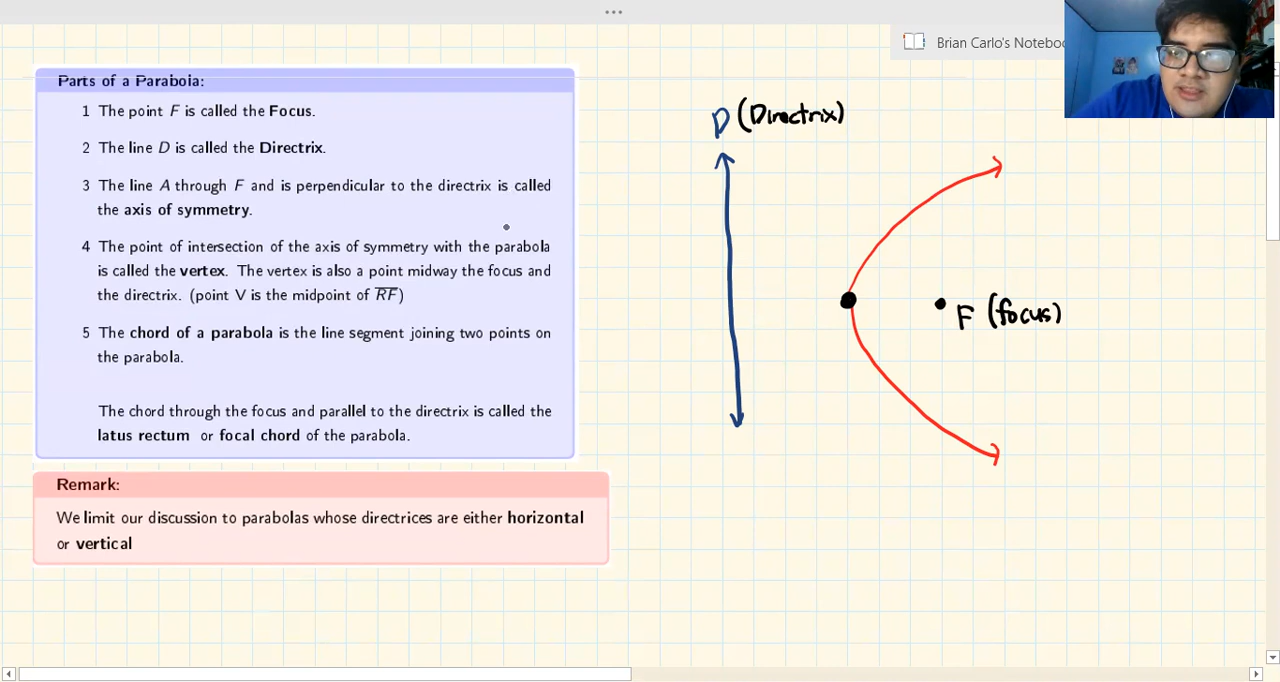 Brian Carlo's Noteboo
Parts of a Parabola:
1 The point F is called the Focus.
2 The line D is called the Directrix.
3 The line A through F and is perpendicular to the directrix is called
the axis of symmetry.
4 The point of intersection of the axis of symmetry with the parabola
is called the vertex. The vertex is also a point midway the focus and
the directrix. (point V is the midpoint of R̅F̅)
5 The chord of a parabola is the line segment joining two points on
the parabola.
The chord through the focus and parallel to the directrix is called the
latus rectum or focal chord of the parabola.
Remark:
We limit our discussion to parabolas whose directrices are either horizontal
or vertical
D (Directrix)
F (focus)